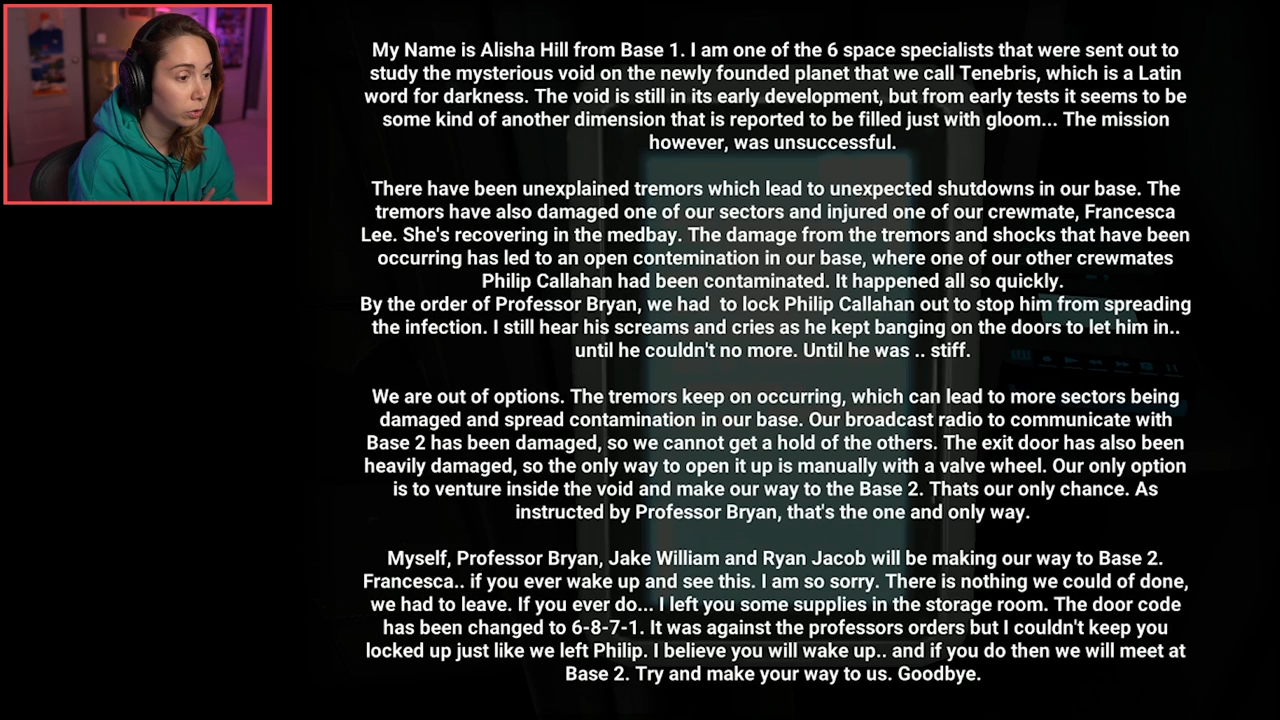 My Name is Alisha Hill from Base 1. I am one of the 6 space specialists that were sent out to
study the mysterious void on the newly founded planet that we call Tenebris, which is a Latin
word for darkness. The void is still in its early development, but from early tests it seems to be
some kind of another dimension that is reported to be filled just with gloom... The mission
however, was unsuccessful.
There have been unexplained tremors which lead to unexpected shutdowns in our base. The
tremors have also damaged one of our sectors and injured one of our crewmate, Francesca
Lee. She's recovering in the medbay. The damage from the tremors and shocks that have been
occurring has led to an open contemination in our base, where one of our other crewmates
Philip Callahan had been contaminated. It happened all so quickly.
By the order of Professor Bryan, we had to lock Philip Callahan out to stop him from spreading
the infection. I still hear his screams and cries as he kept banging on the doors to let him in..
until he couldn't no more. Until he was .. stiff.
We are out of options. The tremors keep on occurring, which can lead to more sectors being
damaged and spread contamination in our base. Our broadcast radio to communicate with
Base 2 has been damaged, so we cannot get a hold of the others. The exit door has also been
heavily damaged, so the only way to open it up is manually with a valve wheel. Our only option
is to venture inside the void and make our way to the Base 2. Thats our only chance. As
instructed by Professor Bryan, that's the one and only way.
Myself, Professor Bryan, Jake William and Ryan Jacob will be making our way to Base 2.
Francesca.. if you ever wake up and see this. I am so sorry. There is nothing we could of done,
we had to leave. If you ever do... I left you some supplies in the storage room. The door code
has been changed to 6-8-7-1. It was against the professors orders but I couldn't keep you
locked up just like we left Philip. I believe you will wake up.. and if you do then we will meet at
Base 2. Try and make your way to us. Goodbye.